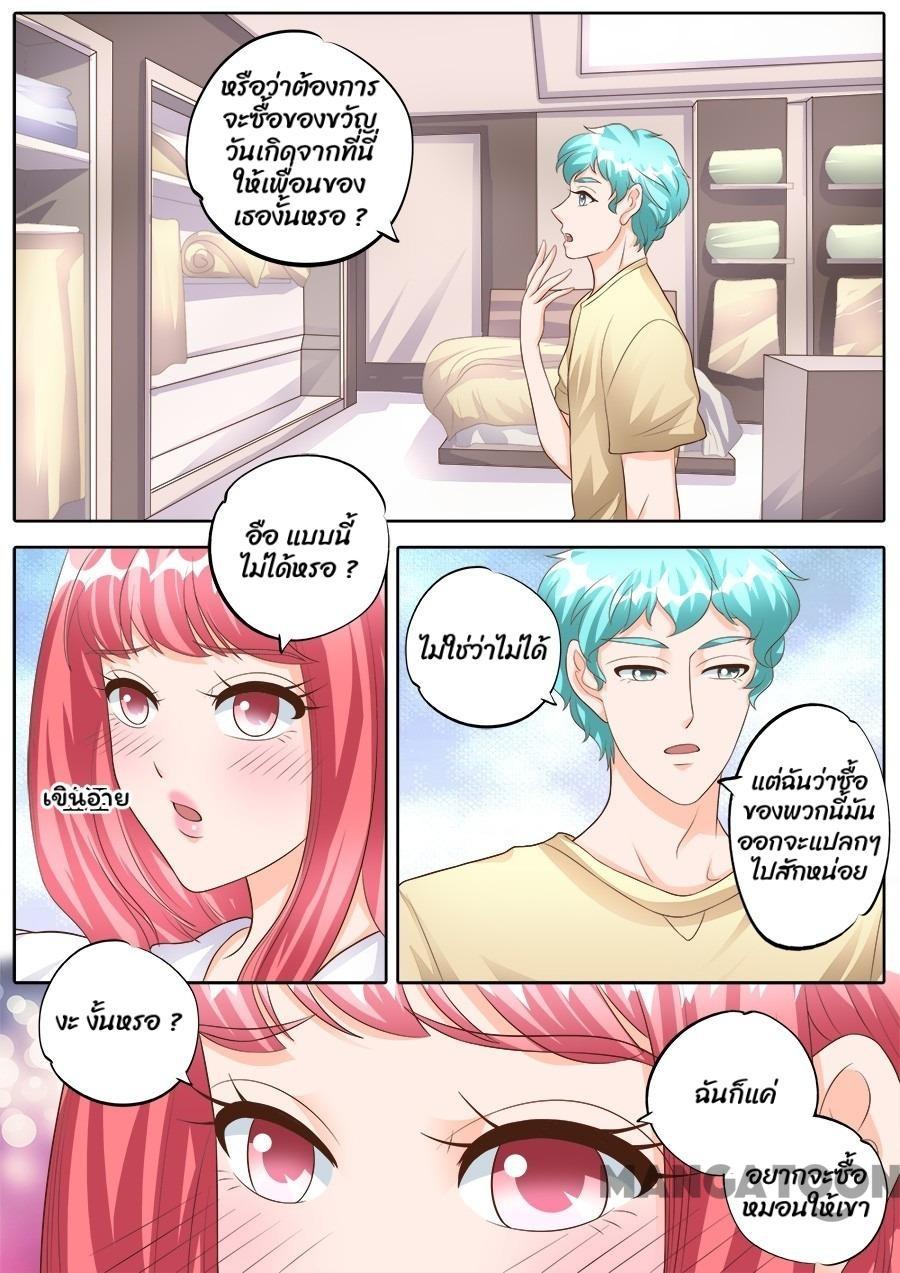 หรือว่าต้องการ
จะซื้อของขวัญ
วันเกิดจากที่นี่
ให้เพื่อนของ
เธองั้นหรอ ?
อือ แบบนี้
ไม่ได้หรอ ?
เขินอาย
ไม่ใช่ว่าไม่ได้
แต่ฉันว่าซื้อ
ของพวกนี้มัน
ออกจะแปลกๆ
ไปสักหน่อย
งะ งั้นหรอ ?
ฉันก็แค่
อยากจะซื้อ
หมอนให้เขา
MANGATOON